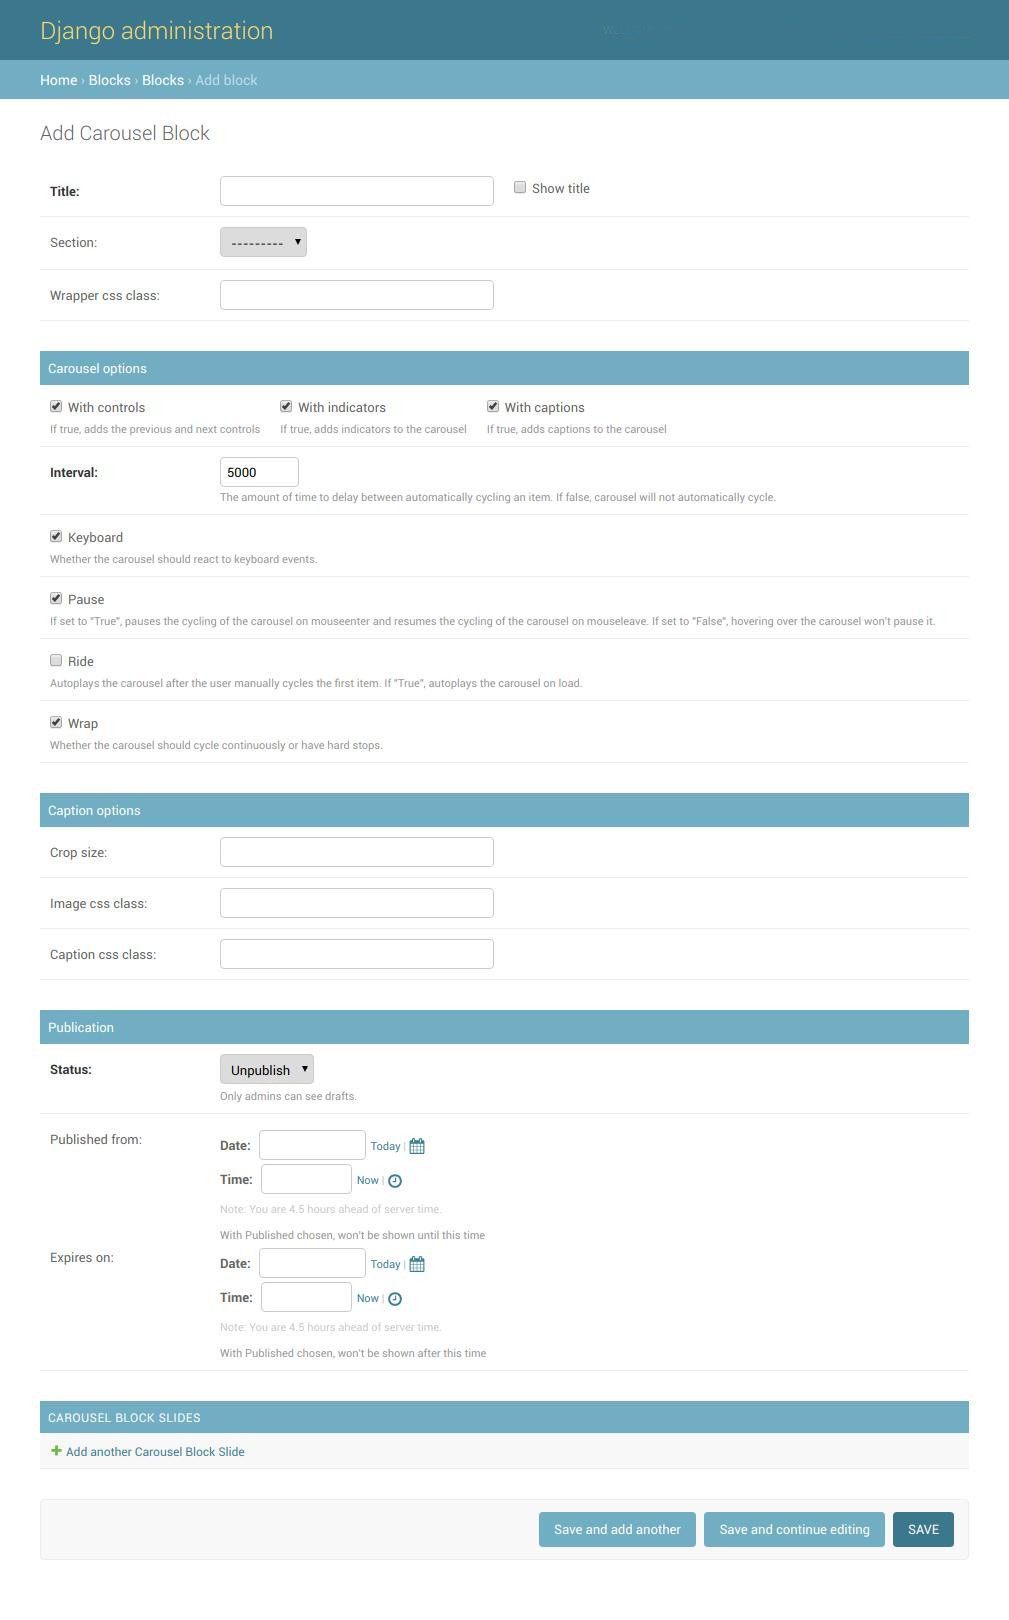 Django administration
Home › Blocks › Blocks › Add block
Add Carousel Block
Title:
Show title
Section:
---------
Wrapper css class:
Carousel options
With controls
With indicators
With captions
If true, adds the previous and next controls
If true, adds indicators to the carousel
If true, adds captions to the carousel
Interval:
5000
The amount of time to delay between automatically cycling an item. If false, carousel will not automatically cycle.
Keyboard
Whether the carousel should react to keyboard events.
Pause
If set to "True", pauses the cycling of the carousel on mouseenter and resumes the cycling of the carousel on mouseleave. If set to "False", hovering over the carousel won't pause it.
Ride
Autoplays the carousel after the user manually cycles the first item. If "True", autoplays the carousel on load.
Wrap
Whether the carousel should cycle continuously or have hard stops.
Caption options
Crop size:
Image css class:
Caption css class:
Publication
Status:
Unpublish
Only admins can see drafts.
Published from:
Date:
Today |
Time:
Now |
Note: You are 4.5 hours ahead of server time.
With Published chosen, won't be shown until this time
Expires on:
Date:
Today |
Time:
Now |
Note: You are 4.5 hours ahead of server time.
With Published chosen, won't be shown after this time
CAROUSEL BLOCK SLIDES
Add another Carousel Block Slide
Save and add another
Save and continue editing
SAVE